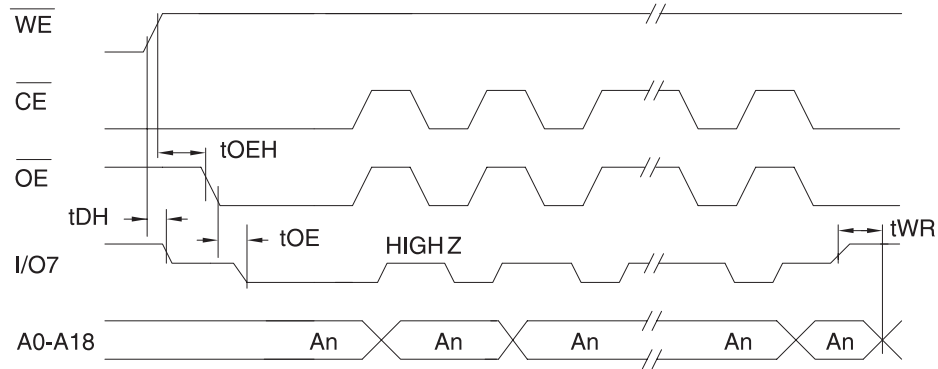 WE
CE
tOEH
OE
tDH
tOE
tWR
HIGH Z
I/O7
A0-A18 An An An An An